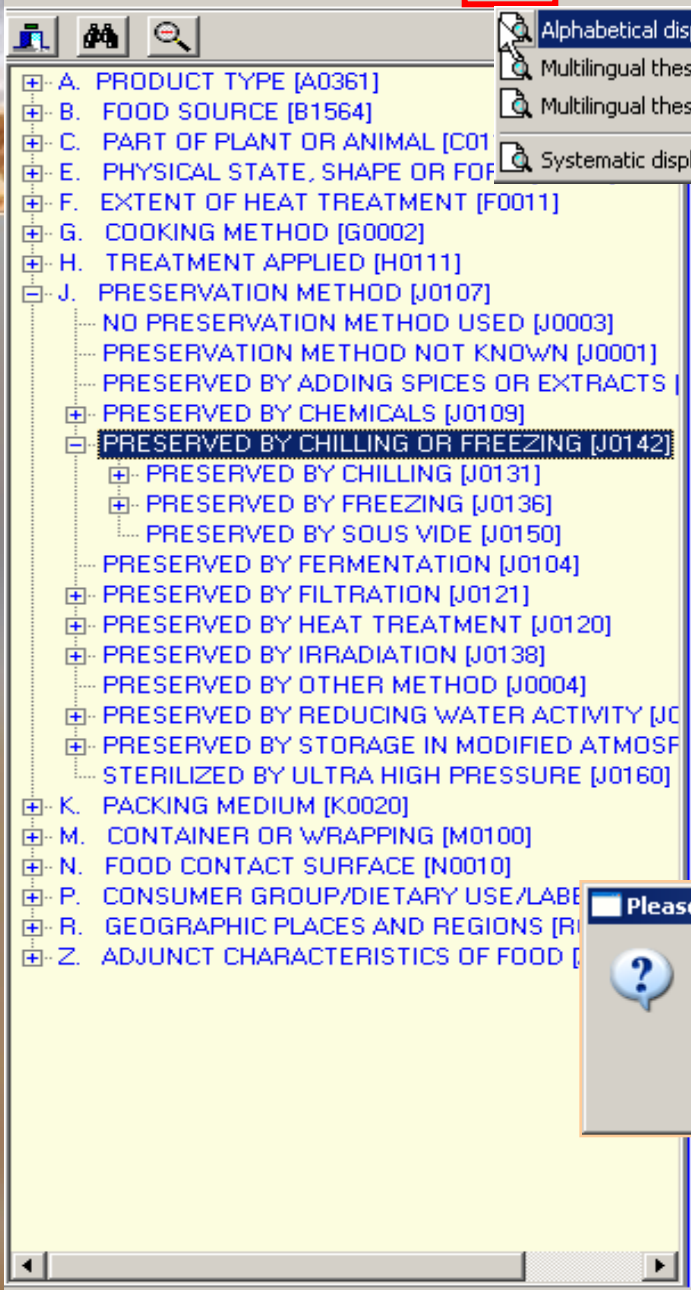 Alphabetical
Multilingual
Multilingual
Systematic
A. PRODUCT TYPE [A0361]
B. FOOD SOURCE [B1564]
C. PART OF PLANT OR ANIMAL
E. PHYSICAL STATE, SHAPE OR
F. EXTENT OF HEAT TREATMENT [F0011]
G. COOKING METHOD [G0002]
H. TREATMENT APPLIED [H0111]
J. PRESERVATION METHOD [J0107]
NO PRESERVATION METHOD USED [J0003]
PRESERVATION METHOD NOT KNOWN [J0001]
PRESERVED BY ADDING SPICES OR EXTRACTS [
PRESERVED BY CHEMICALS [J0109]
PRESERVED BY CHILLING OR FREEZING [J0142]
PRESERVED BY CHILLING [J0131]
PRESERVED BY FREEZING [J0136]
PRESERVED BY SOUS VIDE [J0150]
PRESERVED BY FERMENTATION [J0104]
PRESERVED BY FILTRATION [J0121]
PRESERVED BY HEAT TREATMENT [J0120]
PRESERVED BY IRRADIATION [J0138]
PRESERVED BY OTHER METHOD [J0004]
PRESERVED BY REDUCING WATER ACTIVITY
PRESERVED BY STORAGE IN MODIFIED
STERILIZED BY ULTRA HIGH PRESSURE [J0160]
K. PACKING MEDIUM [K0020]
M. CONTAINER OR WRAPPING [M0100]
N. FOOD CONTACT SURFACE [N0010]
P. CONSUMER GROUP/DIETARY USE/
R. GEOGRAPHIC PLACES AND REGIONS
Z. ADJUNCT CHARACTERISTICS OF FOOD [